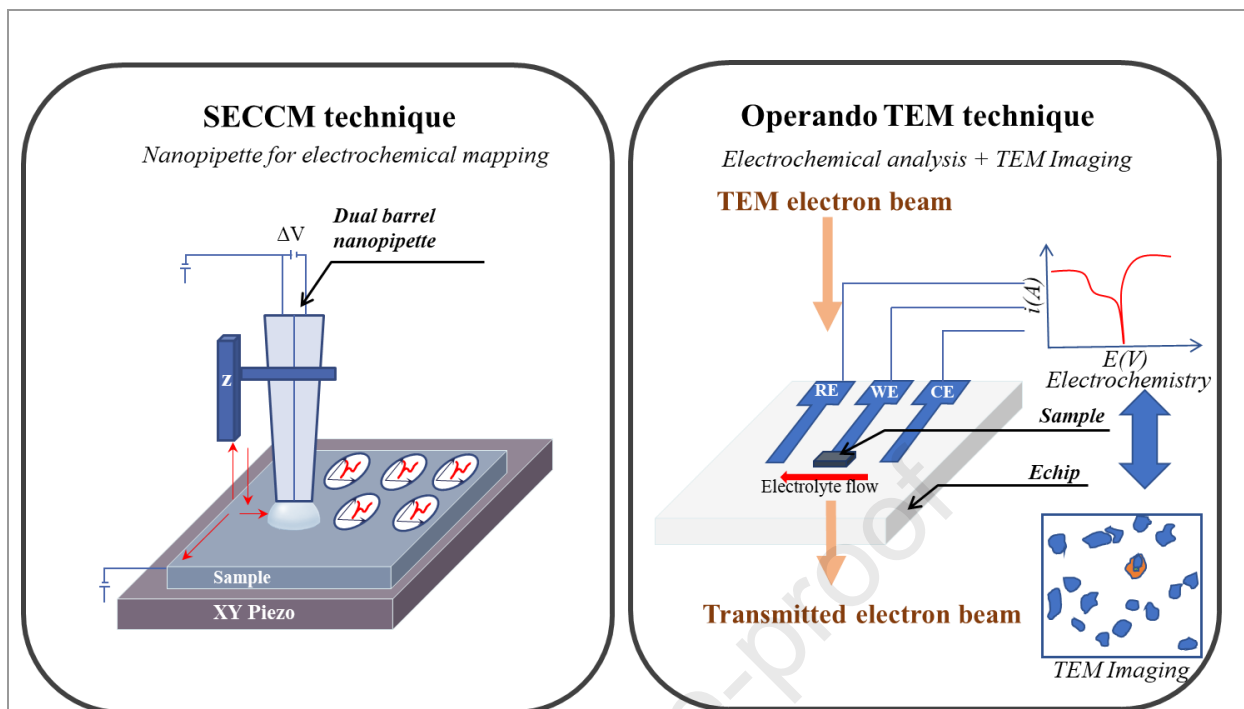 SECCM technique
Nanopipette for electrochemical mapping
Dual barrel
nanopipette
ΔV
z
Sample
XY Piezo
Operando TEM technique
Electrochemical analysis + TEM Imaging
TEM electron beam
i(A)
E(V)
Electrochemistry
RE
WE
CE
Sample
Electrolyte flow
Echip
Transmitted electron beam
TEM Imaging